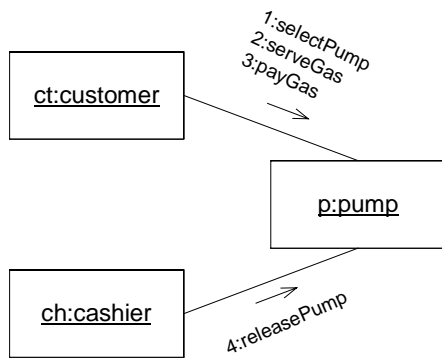 1:selectPump
2:serveGas
3:payGas
ct:customer
p:pump
ch:cashier
4:releasePump